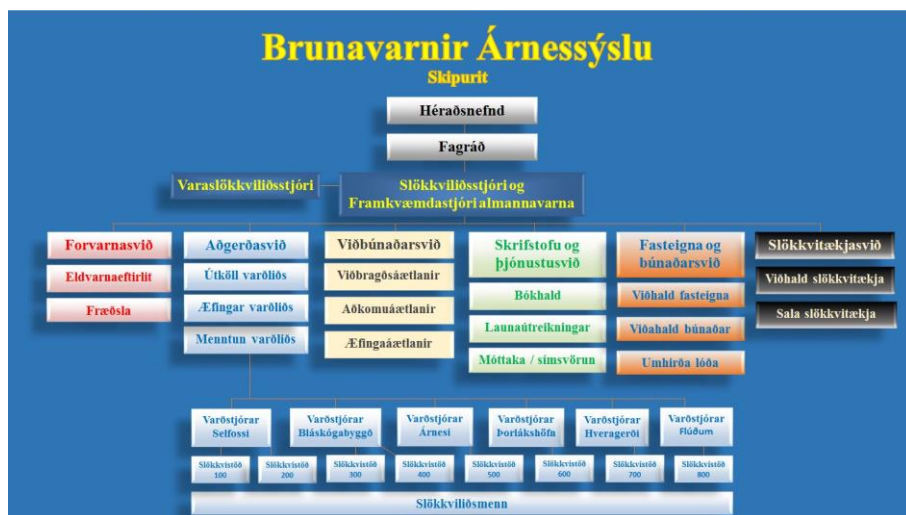 Brunavarnir Árnessýslu
Skipurit
Héraðsnefnd
Fagráð
Varaslökkviliðsstjóri
Slökkviliðsstjóri og
Framkvæmdastjóri almannavarna
Forvarnasvið
Eldvarnaeftirlit
Fræðsla
Aðgerðasvið
Útköll varðliðs
Æfingar varðliðs
Menntun varðliðs
Viðbúnaðarsvið
Viðbragðsáætlanir
Aðkomuáætlanir
Æfingaáætlanir
Skrifstofu og
þjónustusvið
Bókhald
Launaútreikningar
Móttaka / símsvörun
Fasteigna og
búnaðarsvið
Viðhald fasteigna
Viðahald búnaðar
Umhirða lóða
Slökkvitækjasvið
Viðhald slökkvitækja
Sala slökkvitækja
Varðstjórar
Selfossi
Varðstjórar
Bláskógabyggð
Varðstjórar
Árnesi
Varðstjórar
Þorlákshöfn
Varðstjórar
Hveragerði
Varðstjórar
Flúðum
Slökkvistöð
100
Slökkvistöð
200
Slökkvistöð
300
Slökkvistöð
400
Slökkvistöð
500
Slökkvistöð
600
Slökkvistöð
700
Slökkvistöð
800
Slökkviliðsmenn